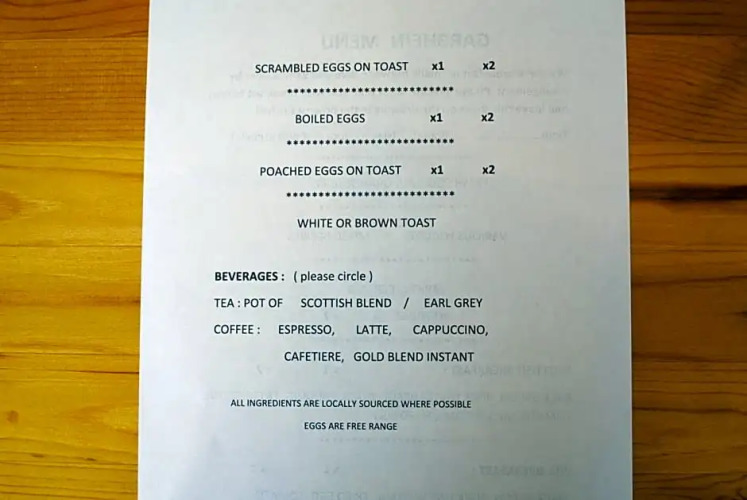 SCRAMBLED EGGS ON TOAST x1 x2
***************************
BOILED EGGS x1 x2
***************************
POACHED EGGS ON TOAST x1 x2
***************************
WHITE OR BROWN TOAST
BEVERAGES : ( please circle )
TEA : POT OF SCOTTISH BLEND / EARL GREY
COFFEE : ESPRESSO, LATTE, CAPPUCCINO,
CAFETIERE, GOLD BLEND INSTANT
ALL INGREDIENTS ARE LOCALLY SOURCED WHERE POSSIBLE
EGGS ARE FREE RANGE